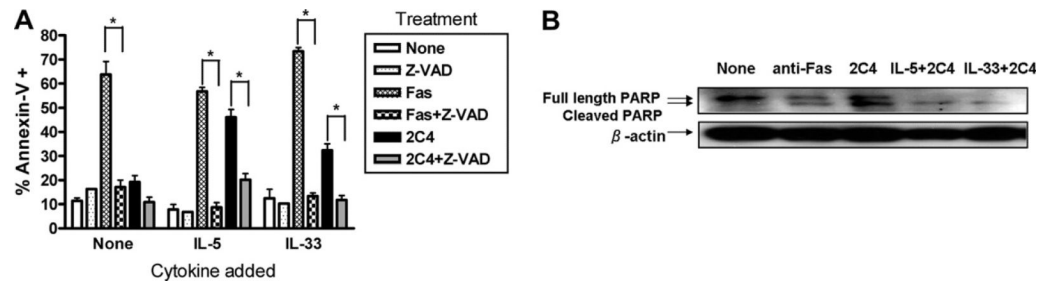 A
% Annexin-V +
80
70
60
50
40
30
20
10
0
*
*
*
*
*
None
IL-5
IL-33
Cytokine added
Treatment
None
Z-VAD
Fas
Fas+Z-VAD
2C4
2C4+Z-VAD
B
None anti-Fas 2C4 IL-5+2C4 IL-33+2C4
Full length PARP
Cleaved PARP
β-actin